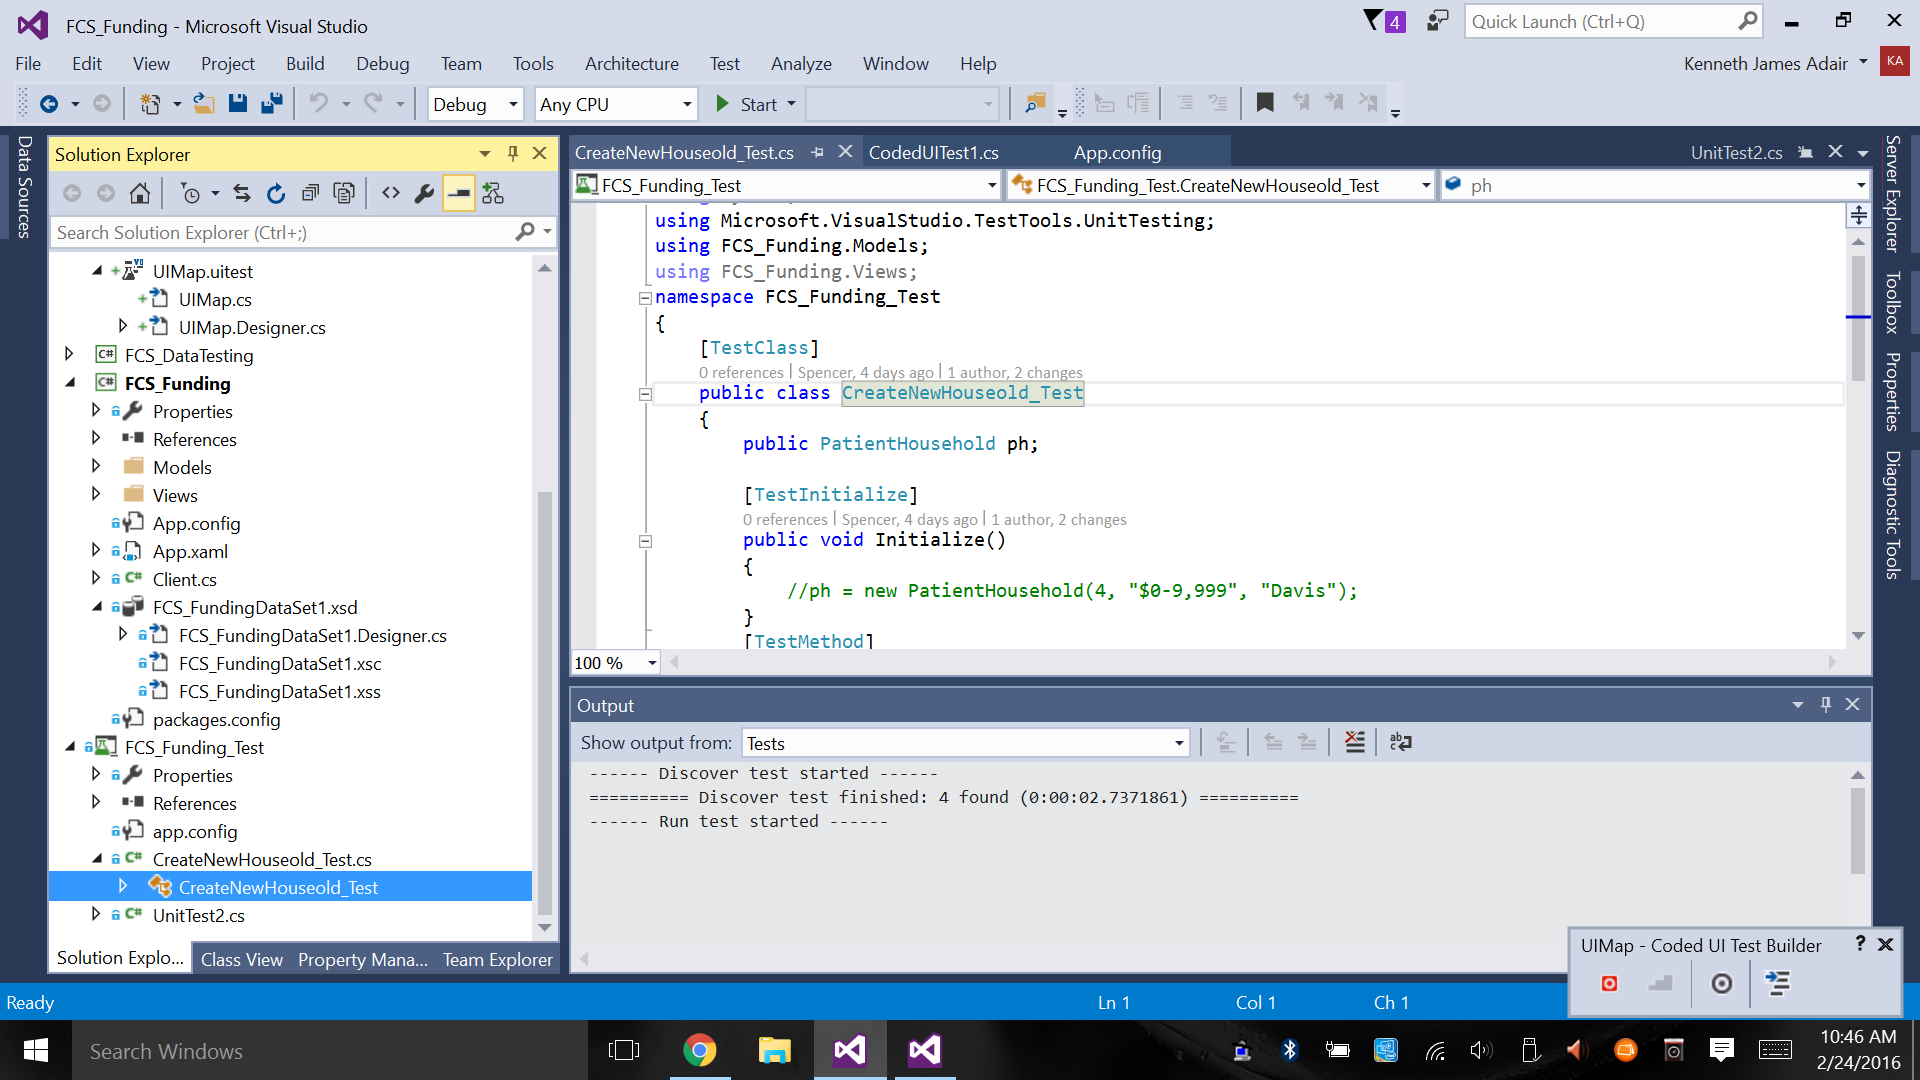 FCS_Funding - Microsoft Visual Studio
4
Quick Launch (Ctrl+Q)
File Edit View Project Build Debug Team Tools Architecture Test Analyze Window Help
Kenneth James Adair
KA
Debug
Any CPU
Start
Data Sources
Solution Explorer
Search Solution Explorer (Ctrl+;)
UIMap.uitest
UIMap.cs
UIMap.Designer.cs
FCS_DataTesting
FCS_Funding
Properties
References
Models
Views
App.config
App.xaml
Client.cs
FCS_FundingDataSet1.xsd
FCS_FundingDataSet1.Designer.cs
FCS_FundingDataSet1.xsc
FCS_FundingDataSet1.xss
packages.config
FCS_Funding_Test
Properties
References
app.config
CreateNewHouseold_Test.cs
CreateNewHouseold_Test
UnitTest2.cs
Solution Explo...
Class View
Property Mana...
Team Explorer
CreateNewHouseold_Test.cs
CodedUITest1.cs
App.config
UnitTest2.cs
FCS_Funding_Test
FCS_Funding_Test.CreateNewHouseold_Test
ph
using Microsoft.VisualStudio.TestTools.UnitTesting;
using FCS_Funding.Models;
using FCS_Funding.Views;
namespace FCS_Funding_Test
{
[TestClass]
0 references | Spencer, 4 days ago | 1 author, 2 changes
public class CreateNewHouseold_Test
{
public PatientHousehold ph;
[TestInitialize]
0 references | Spencer, 4 days ago | 1 author, 2 changes
public void Initialize()
{
//ph = new PatientHousehold(4, "$0-9,999", "Davis");
}
[TestMethod]
100 %
Output
Show output from:
Tests
------ Discover test started ------
========== Discover test finished: 4 found (0:00:02.7371861) ==========
------ Run test started ------
Server Explorer
Toolbox
Properties
Diagnostic Tools
UIMap - Coded UI Test Builder
?
Ready
Ln 1
Col 1
Ch 1
Search Windows
10:46 AM
2/24/2016